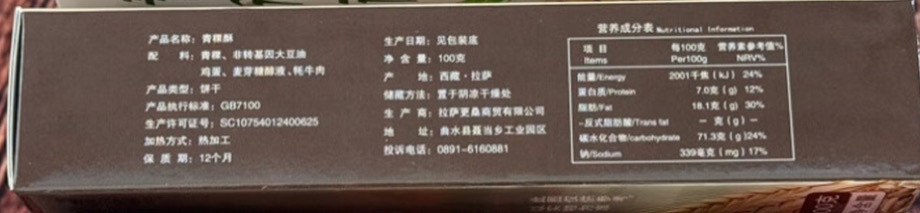 产品名称：青稞酥
配 料：青稞、非转基因大豆油
鸡蛋、麦芽糖醇液、牦牛肉
产品类型：饼干
产品执行标准：GB7100
生产许可证号：SC10754012400625
加热方式：热加工
保 质 期：12个月
生产日期：见包装底
净 含 量：100克
产 地：西藏·拉萨
储藏方法：置于阴凉干燥处
生 产 商：拉萨更桑商贸有限公司
地 址：曲水县聂当乡工业园区
投诉电话：0891-6160881
营养成分表 Nutritional Information
项 目 每100克 营养素参考值%
Items Per100g NRV%
能量/Energy 2001千焦（kJ）24%
蛋白质/Protein 7.0克（g）12%
脂肪/Fat 18.1克（g）30%
-反式脂肪酸/Trans fat — 克（g）—
碳水化合物/carbohydrate 71.3克（g）24%
钠/Sodium 339毫克（mg）17%